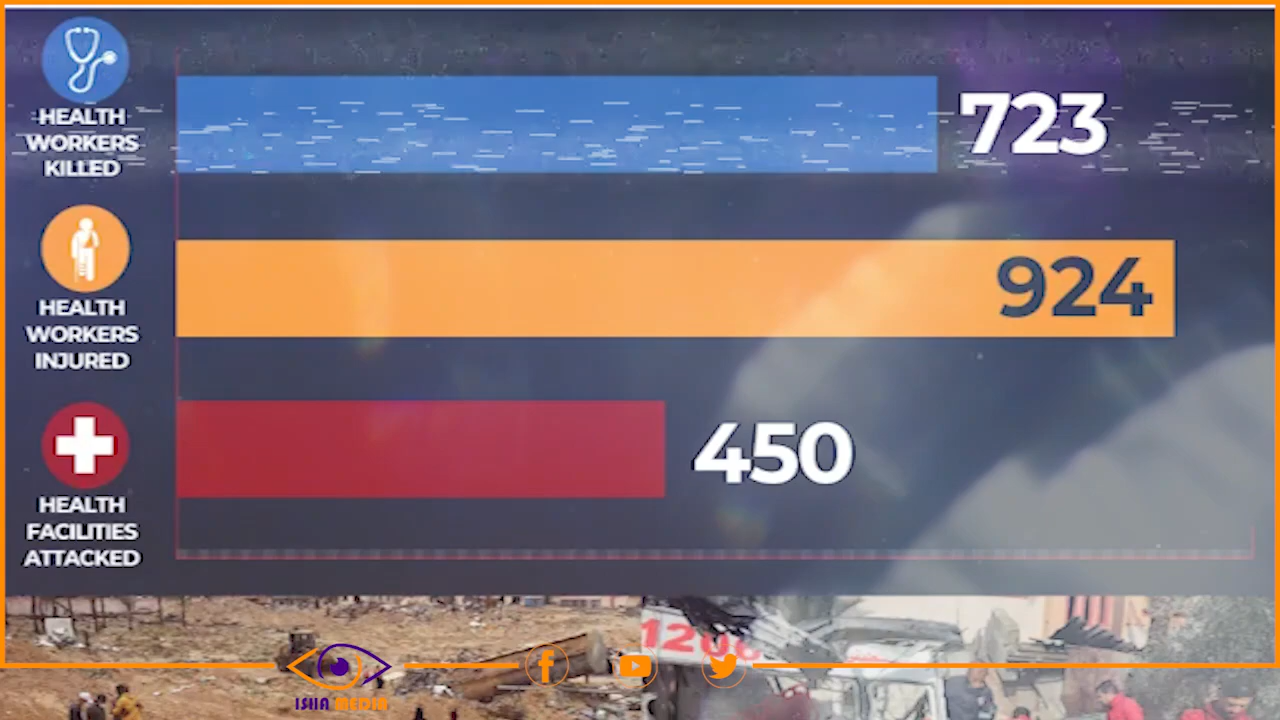 HEALTH
WORKERS
KILLED
723
HEALTH
WORKERS
INJURED
924
HEALTH
FACILITIES
ATTACKED
450
ISHA MEDIA